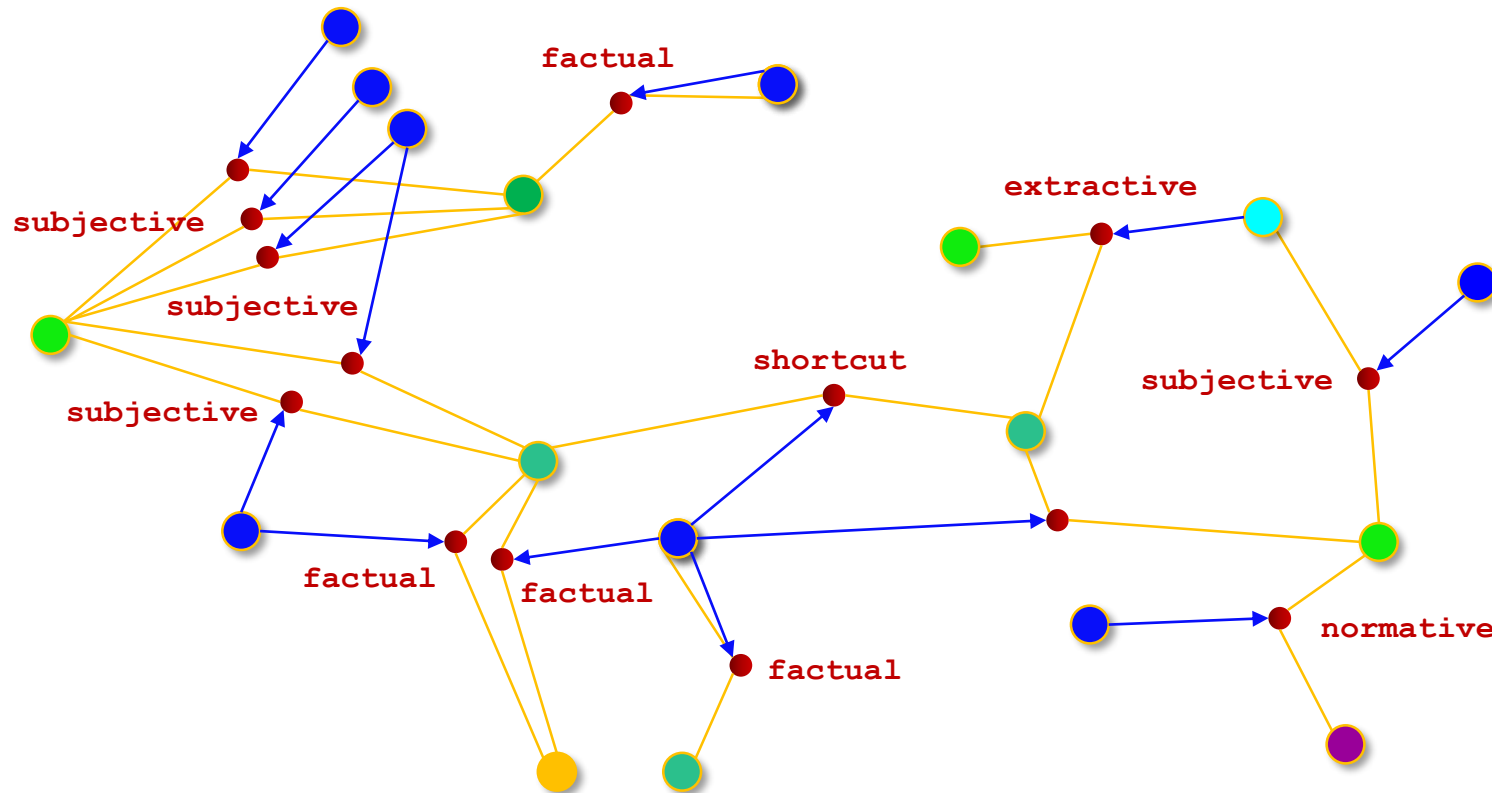 factual
extractive
subjective
subjective
shortcut
subjective
subjective
factual
factual
normative
factual